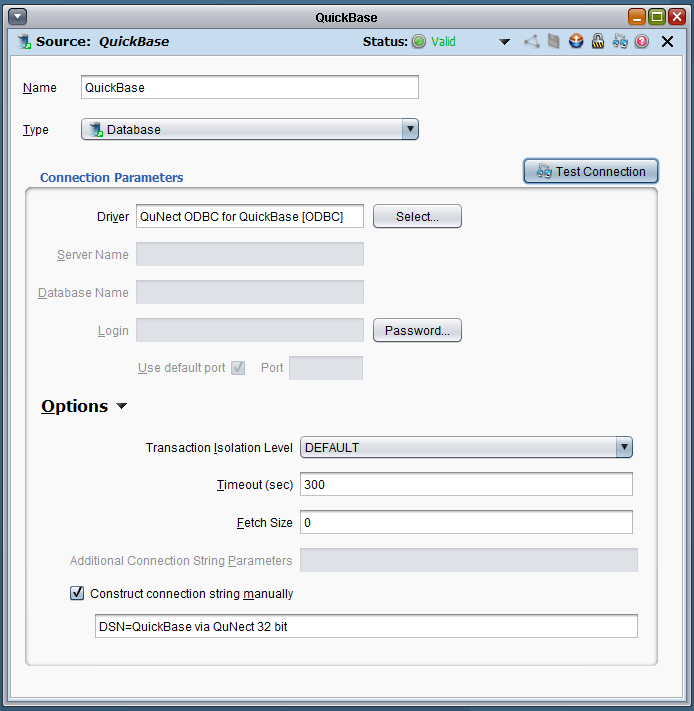 QuickBase
Source: QuickBase Status: Valid
Name QuickBase
Type Database
Connection Parameters Test Connection
Driver QuNect ODBC for QuickBase [ODBC] Select...
Server Name
Database Name
Login Password...
Use default port Port
Options
Transaction Isolation Level DEFAULT
Timeout (sec) 300
Fetch Size 0
Additional Connection String Parameters
Construct connection string manually
DSN=QuickBase via QuNect 32 bit